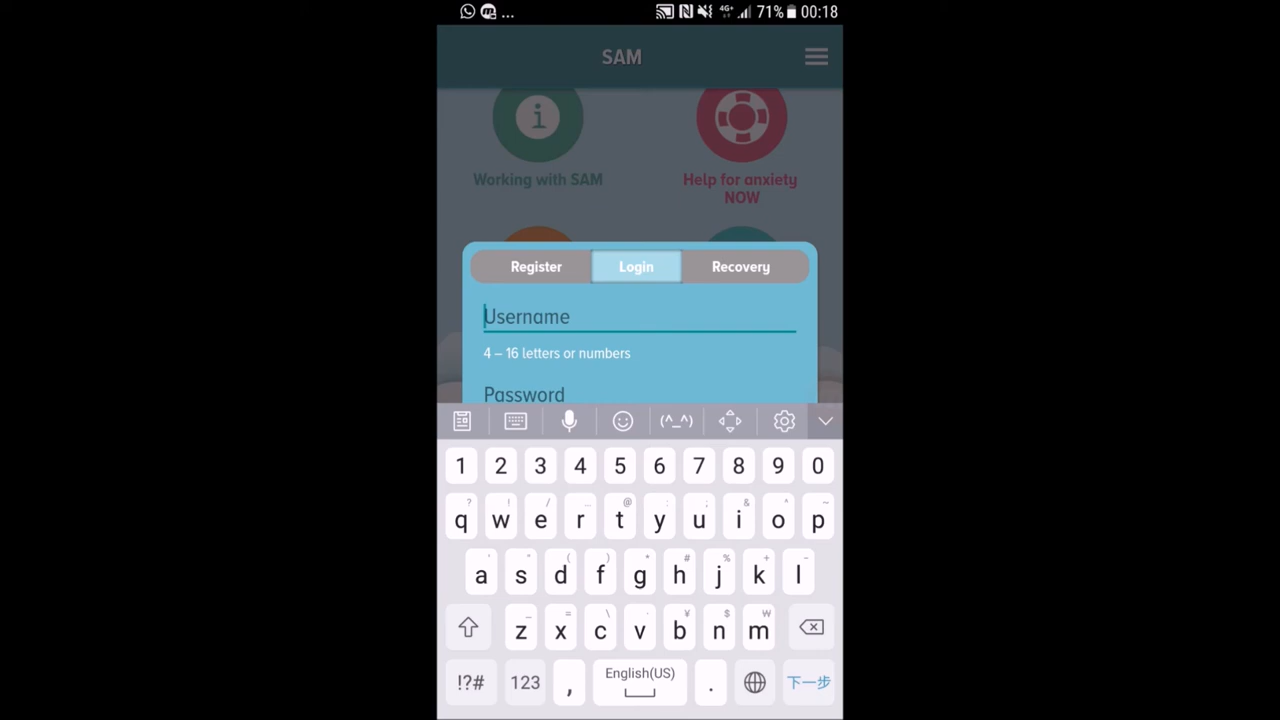 ... 4G+ 71% 00:18
SAM
i
Working with SAM
Help for anxiety
NOW
Register Login Recovery
Username
4 – 16 letters or numbers
Password
(^_^)
1 2 3 4 5 6 7 8 9 0
? ! / ... @ : ; & ^ ~
q w e r t y u i o p
' " ( ) * # % + -
a s d f g h j k l
_ = \ · ¥ $ ₩
z x c v b n m
!?# 123 , English(US) . 下一步